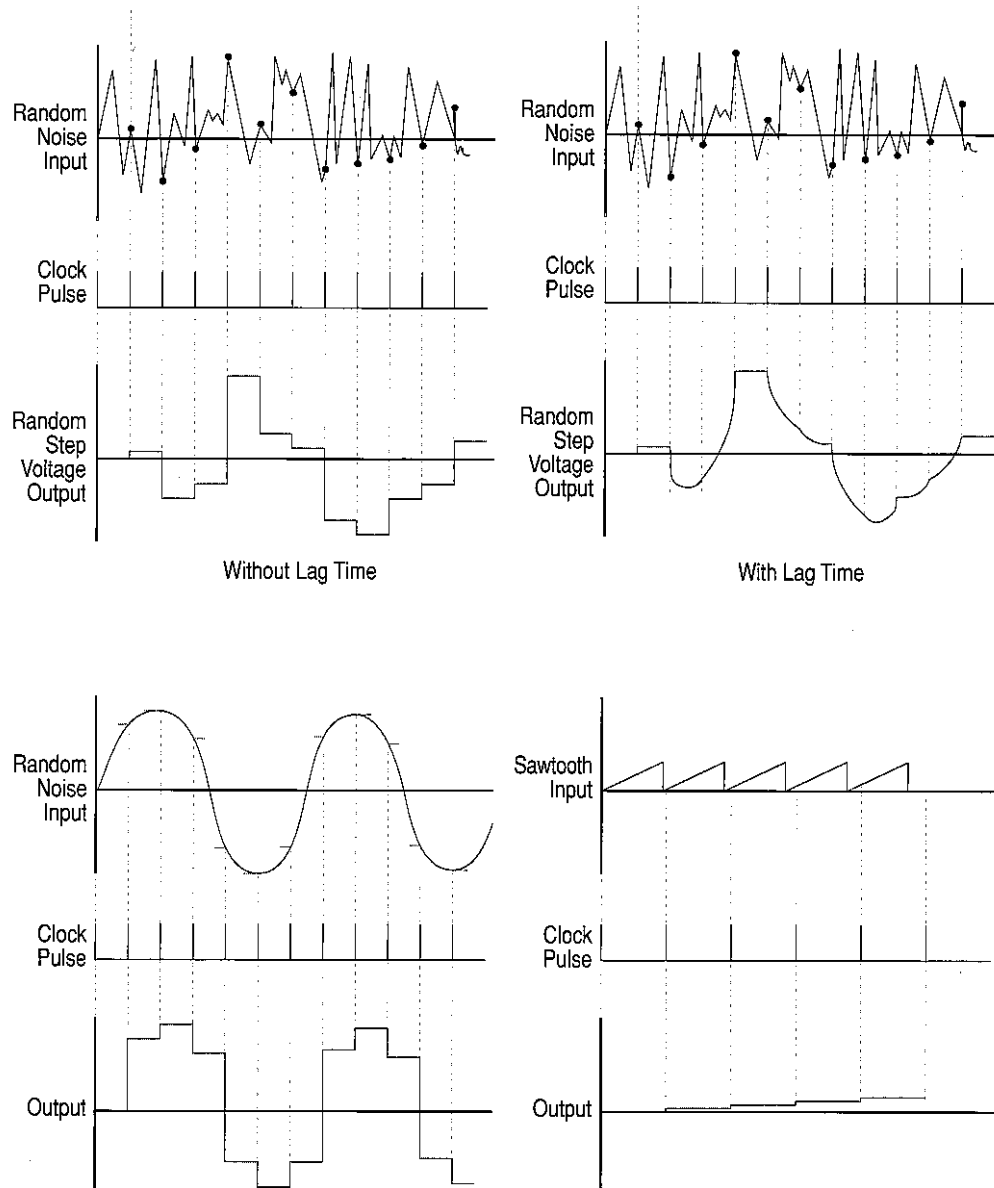 Random
Noise
Input
Clock
Pulse
Random
Step
Voltage
Output
Without Lag Time
Random
Noise
Input
Clock
Pulse
Random
Step
Voltage
Output
With Lag Time
Random
Noise
Input
Clock
Pulse
Output
Sawtooth
Input
Clock
Pulse
Output